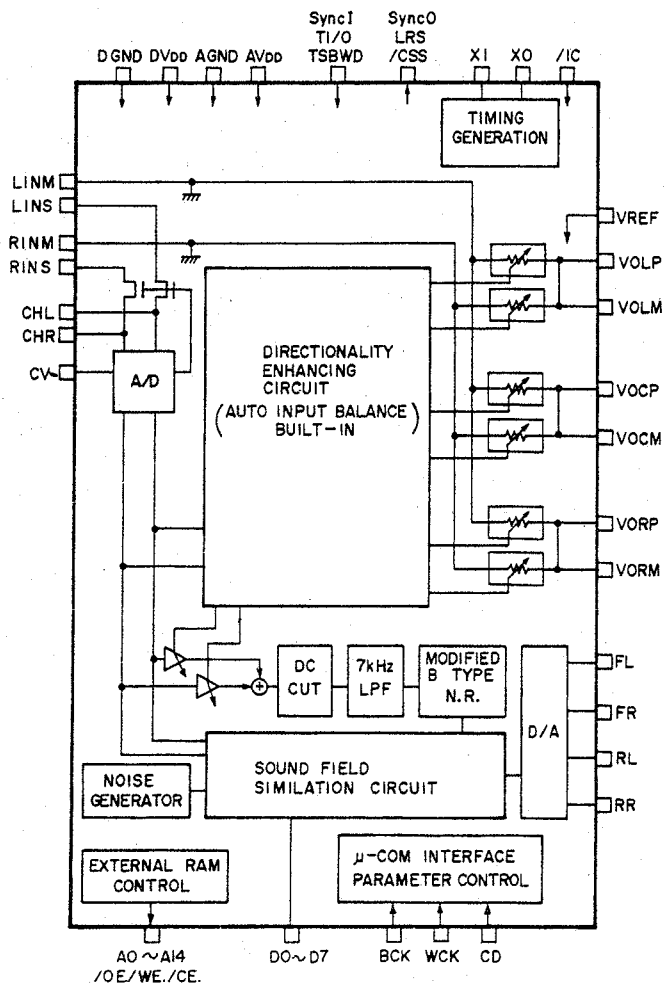 SyncI
TI/O
TSBWD
SyncO
LRS
/CSS
DGND
DVDD
AGND
AVDD
XI
XO
/IC
TIMING
GENERATION
LINM
LINS
RINM
RINS
CHL
CHR
CV
A/D
DIRECTIONALITY
ENHANCING
CIRCUIT
(AUTO INPUT BALANCE
BUILT-IN)
VREF
VOLP
VOLM
VOCP
VOCM
VORP
VORM
DC
CUT
7kHz
LPF
MODIFIED
B TYPE
N.R.
D/A
FL
FR
RL
RR
NOISE
GENERATOR
SOUND FIELD
SIMILATION CIRCUIT
EXTERNAL RAM
CONTROL
μ-COM INTERFACE
PARAMETER CONTROL
A0~A14
/OE/WE./CE.
D0~D7
BCK
WCK
CD